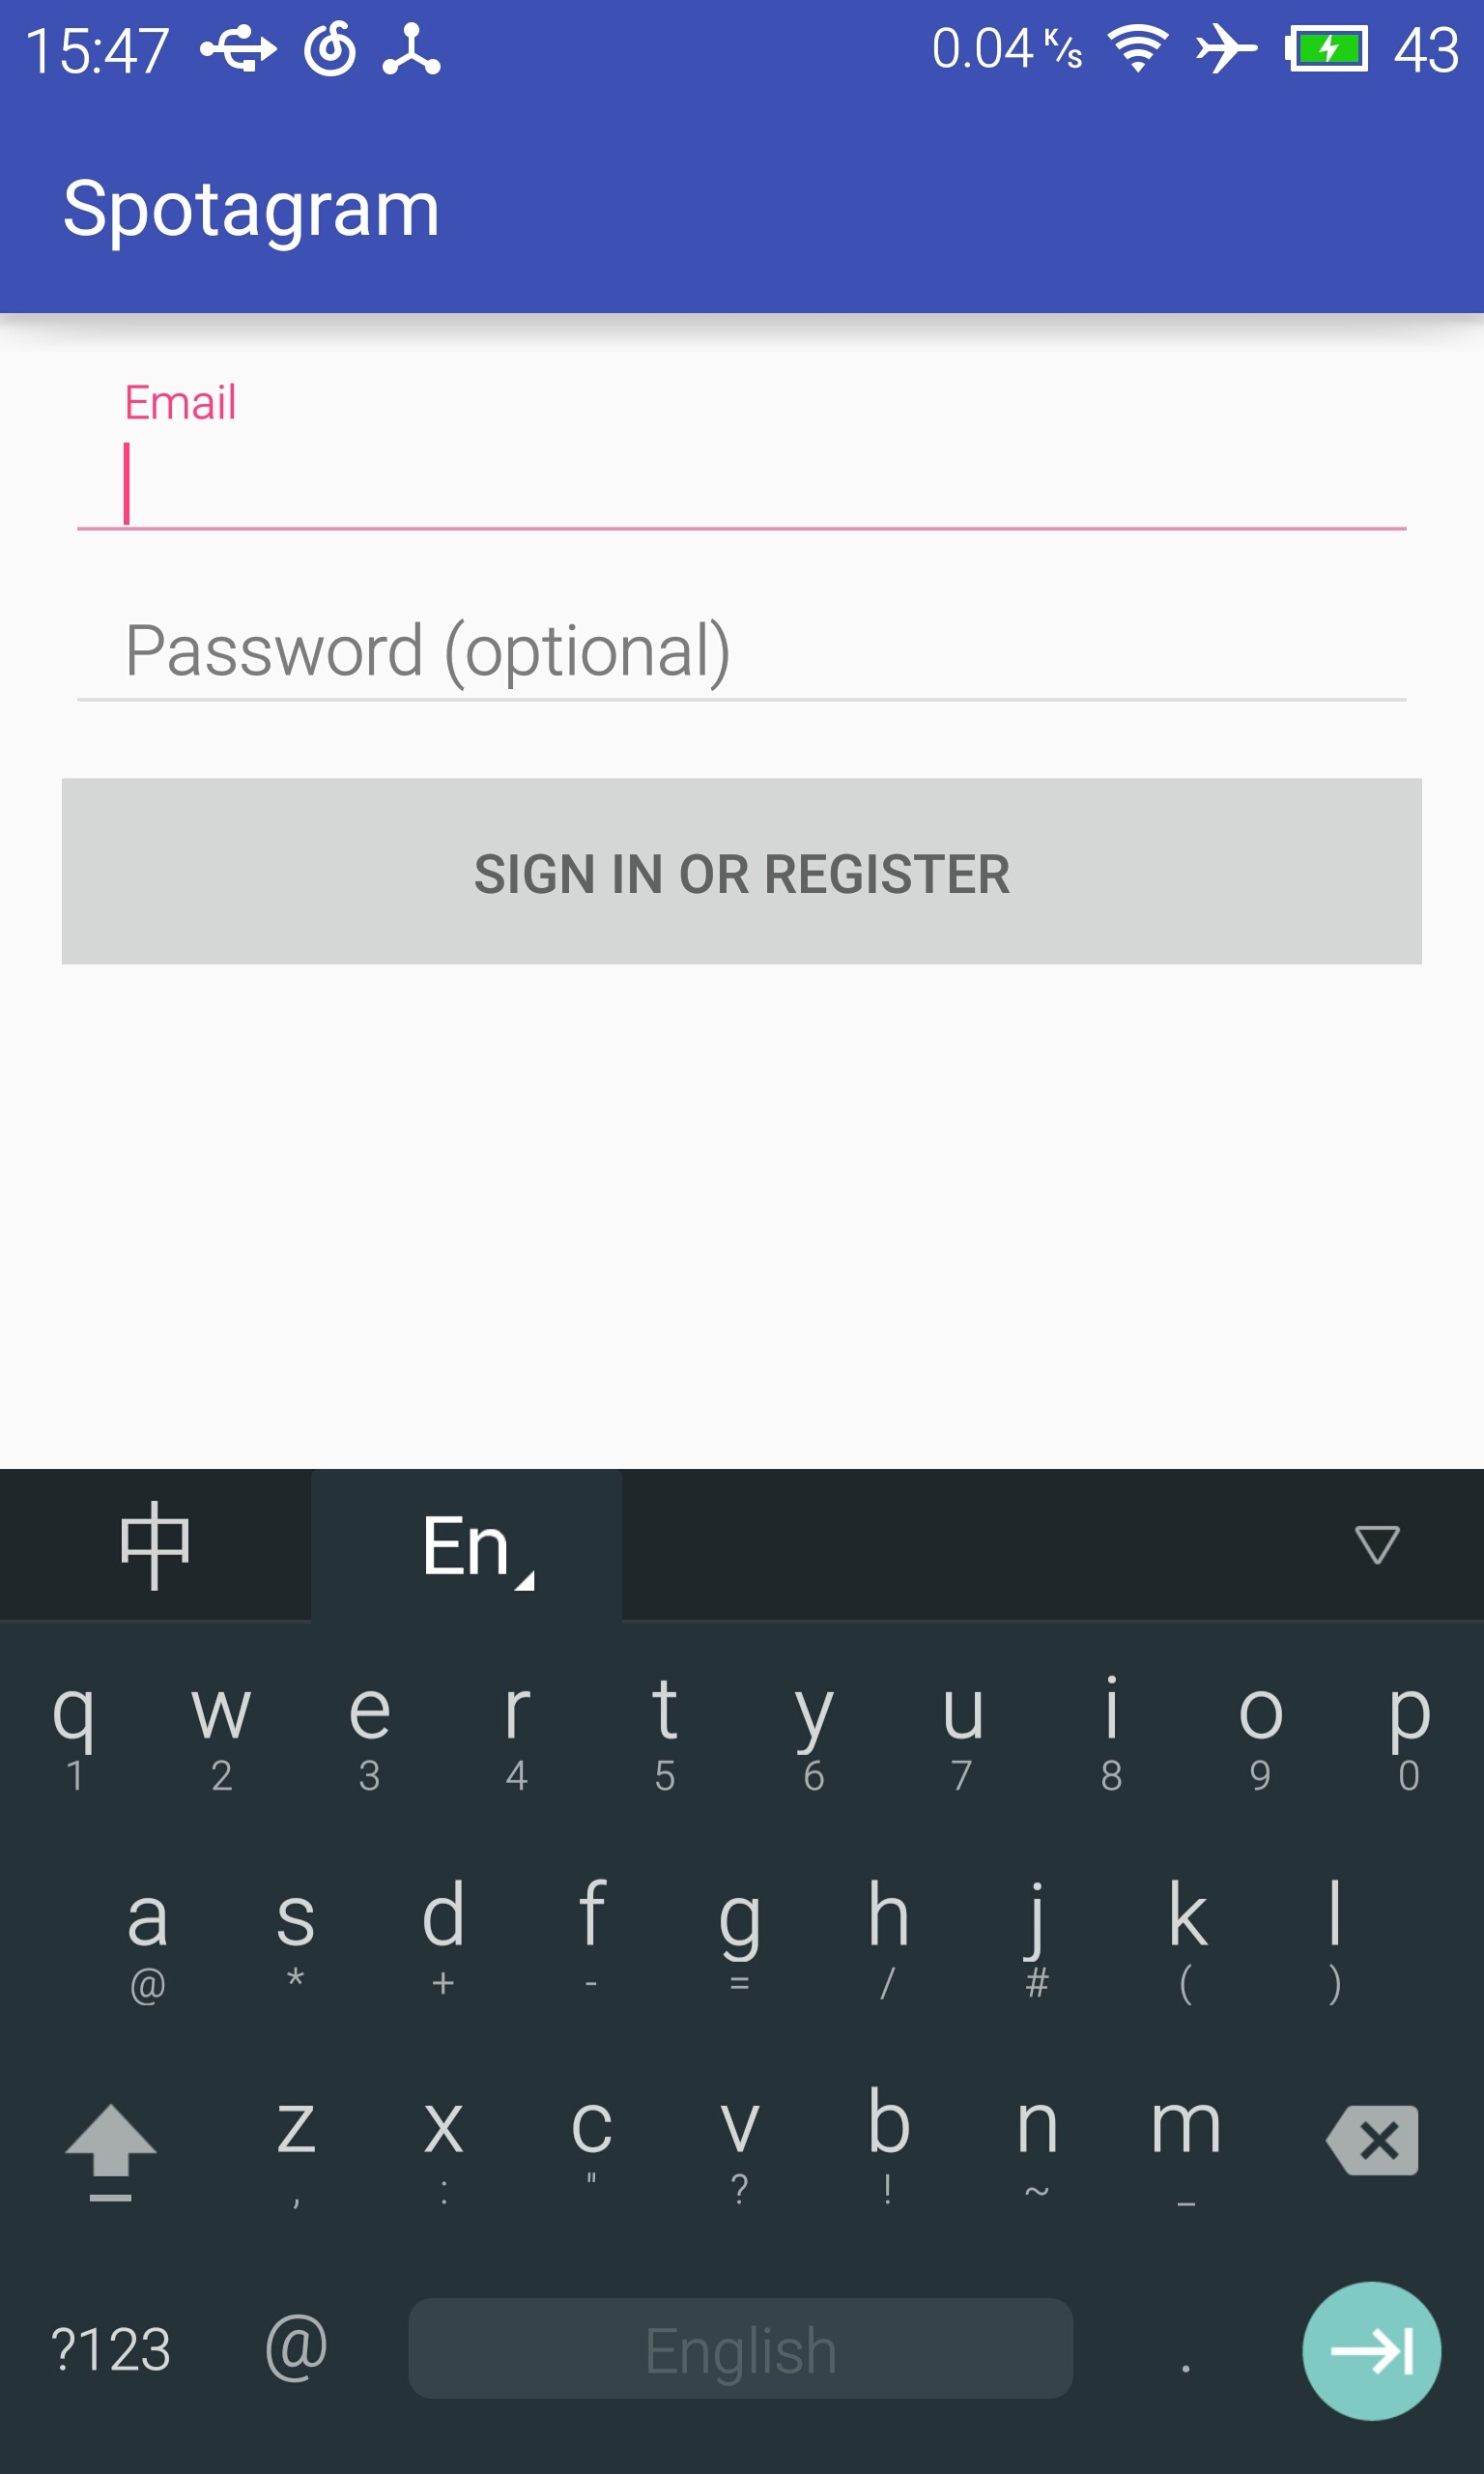 15:47 0.04 K/s 43
Spotagram
Email
Password (optional)
SIGN IN OR REGISTER
中 En
q w e r t y u i o p
1 2 3 4 5 6 7 8 9 0
a s d f g h j k l
@ * + - = / # ( )
z x c v b n m
, : " ? ! ~ _
?123 @ English .